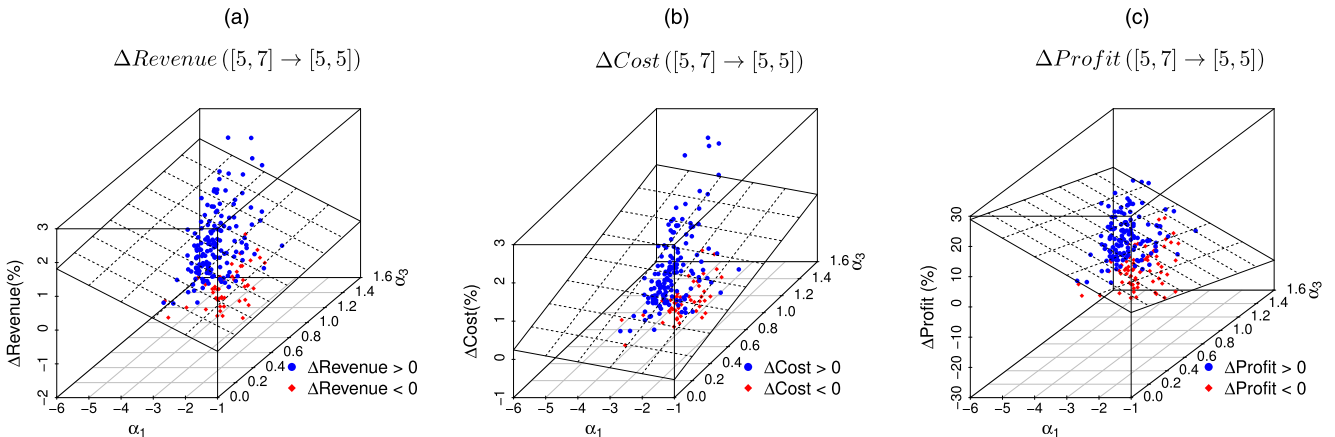 (a)
ΔRevenue([5, 7] → [5, 5])
ΔRevenue(%)
3
2
1
0
−1
−2
−6 −5 −4 −3 −2 −1
α1
0.0
0.2
0.4
0.6
0.8
1.0
1.2
1.4
1.6
α3
ΔRevenue > 0
ΔRevenue < 0
(b)
ΔCost([5, 7] → [5, 5])
ΔCost(%)
3
2
1
0
−1
−6 −5 −4 −3 −2 −1
α1
0.0
0.2
0.4
0.6
0.8
1.0
1.2
1.4
1.6
α3
ΔCost > 0
ΔCost < 0
(c)
ΔProfit([5, 7] → [5, 5])
ΔProfit (%)
30
20
10
0
−10
−20
−30
−6 −5 −4 −3 −2 −1
α1
0.0
0.2
0.4
0.6
0.8
1.0
1.2
1.4
1.6
α3
ΔProfit > 0
ΔProfit < 0